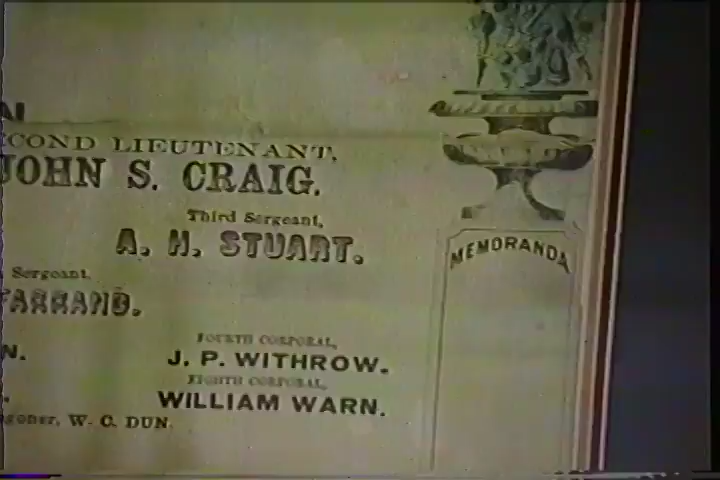 COND LIEUTENANT,
JOHN S. CRAIG.
Third Sergeant,
A. H. STUART.
MEMORANDA
Sergeant.
FARRAND.
FOURTH CORPORAL,
N.
J. P. WITHROW.
EIGHTH CORPORAL,
WILLIAM WARN.
goner, W. C. DUN